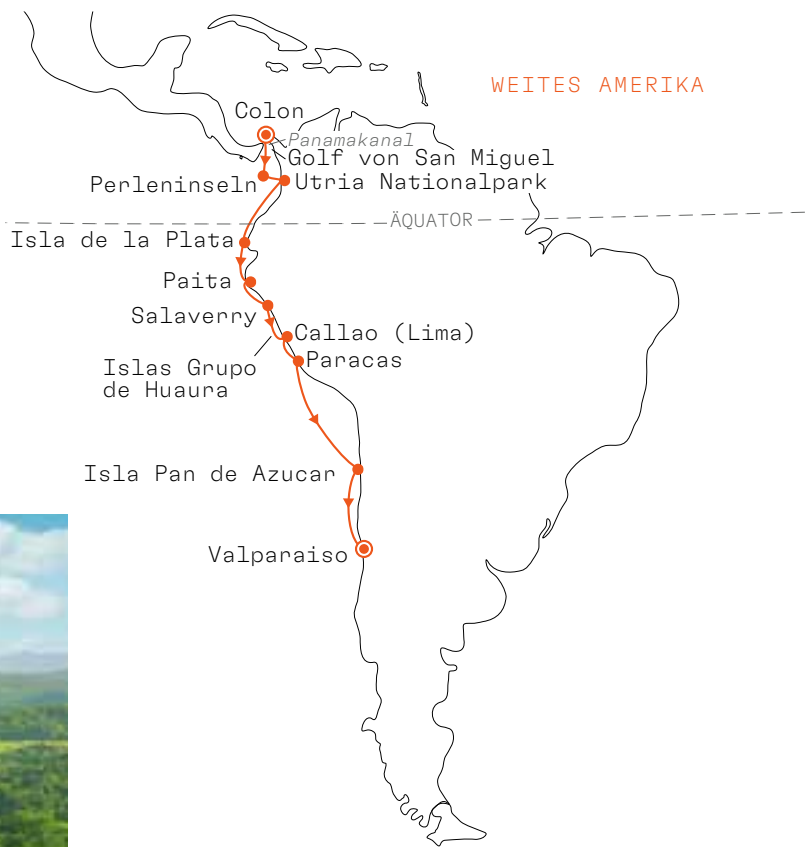 WEITES AMERIKA
Colon
Panamakanal
Golf von San Miguel
Perleninseln
Utria Nationalpark
ÄQUATOR
Isla de la Plata
Paita
Salaverry
Callao (Lima)
Paracas
Islas Grupo
de Huaura
Isla Pan de Azucar
Valparaiso